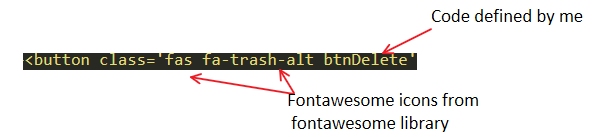 Code defined by me
<button class='fas fa-trash-alt btnDelete'
Fontawesome icons from
fontawesome library